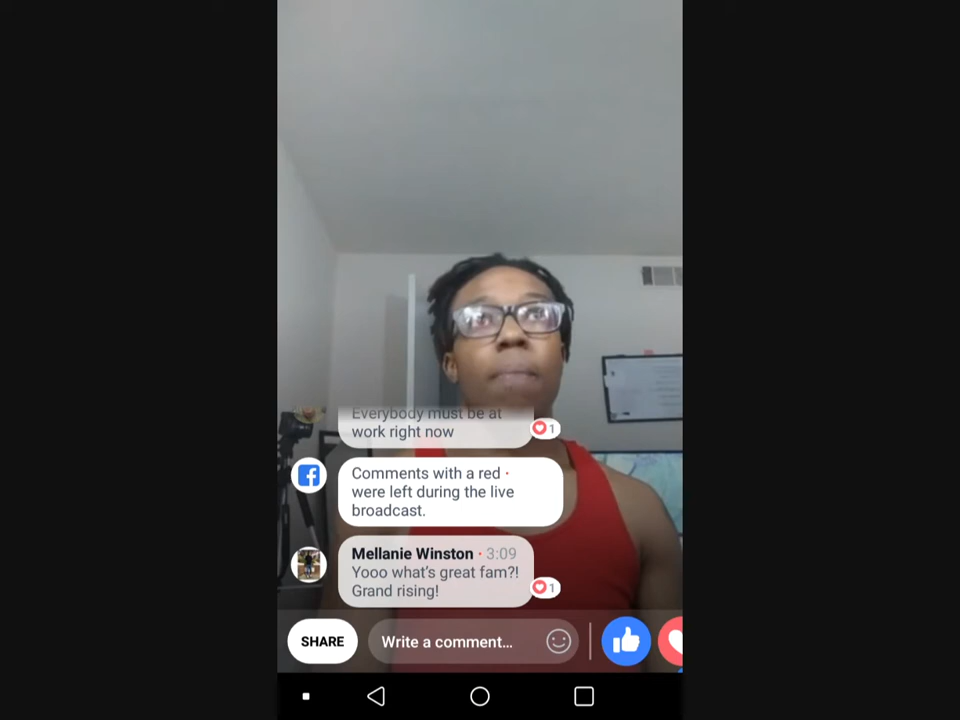 Everybody must be at
work right now
1
Comments with a red •
were left during the live
broadcast.
Mellanie Winston • 3:09
Yooo what's great fam?!
Grand rising!
1
SHARE
Write a comment...